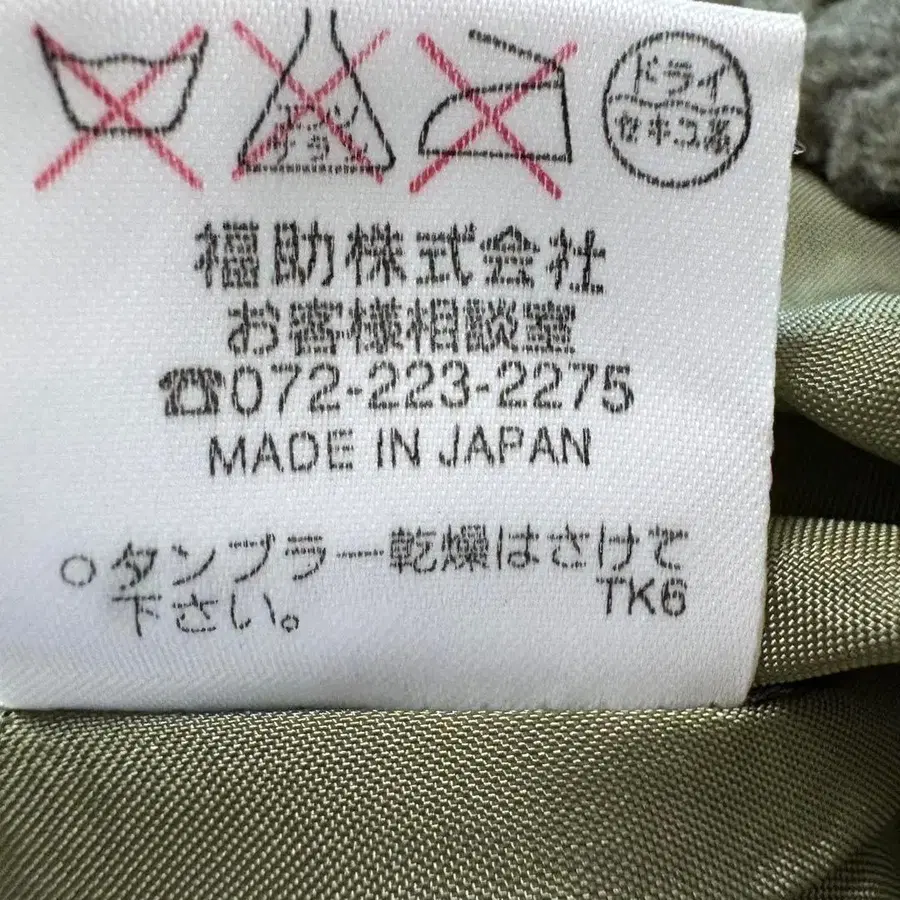 エンソ
サラシ
ドライ
セキユ系
福助株式会社
お客様相談室
☎072-223-2275
MADE IN JAPAN
○タンブラー乾燥はさけて
下さい。 TK6